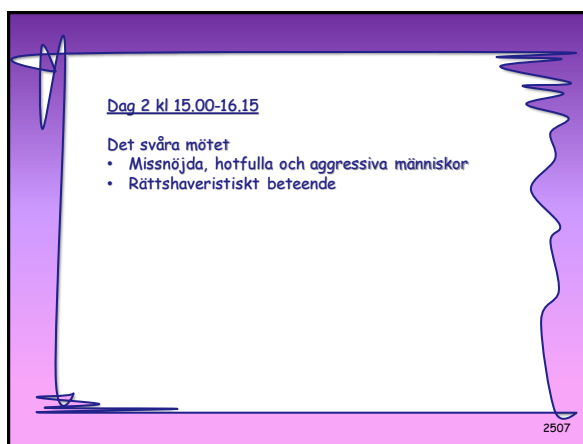 Dag 2 kl 15.00-16.15
Det svåra mötet
• Missnöjda, hotfulla och aggressiva människor
• Rättshaveristiskt beteende
2507